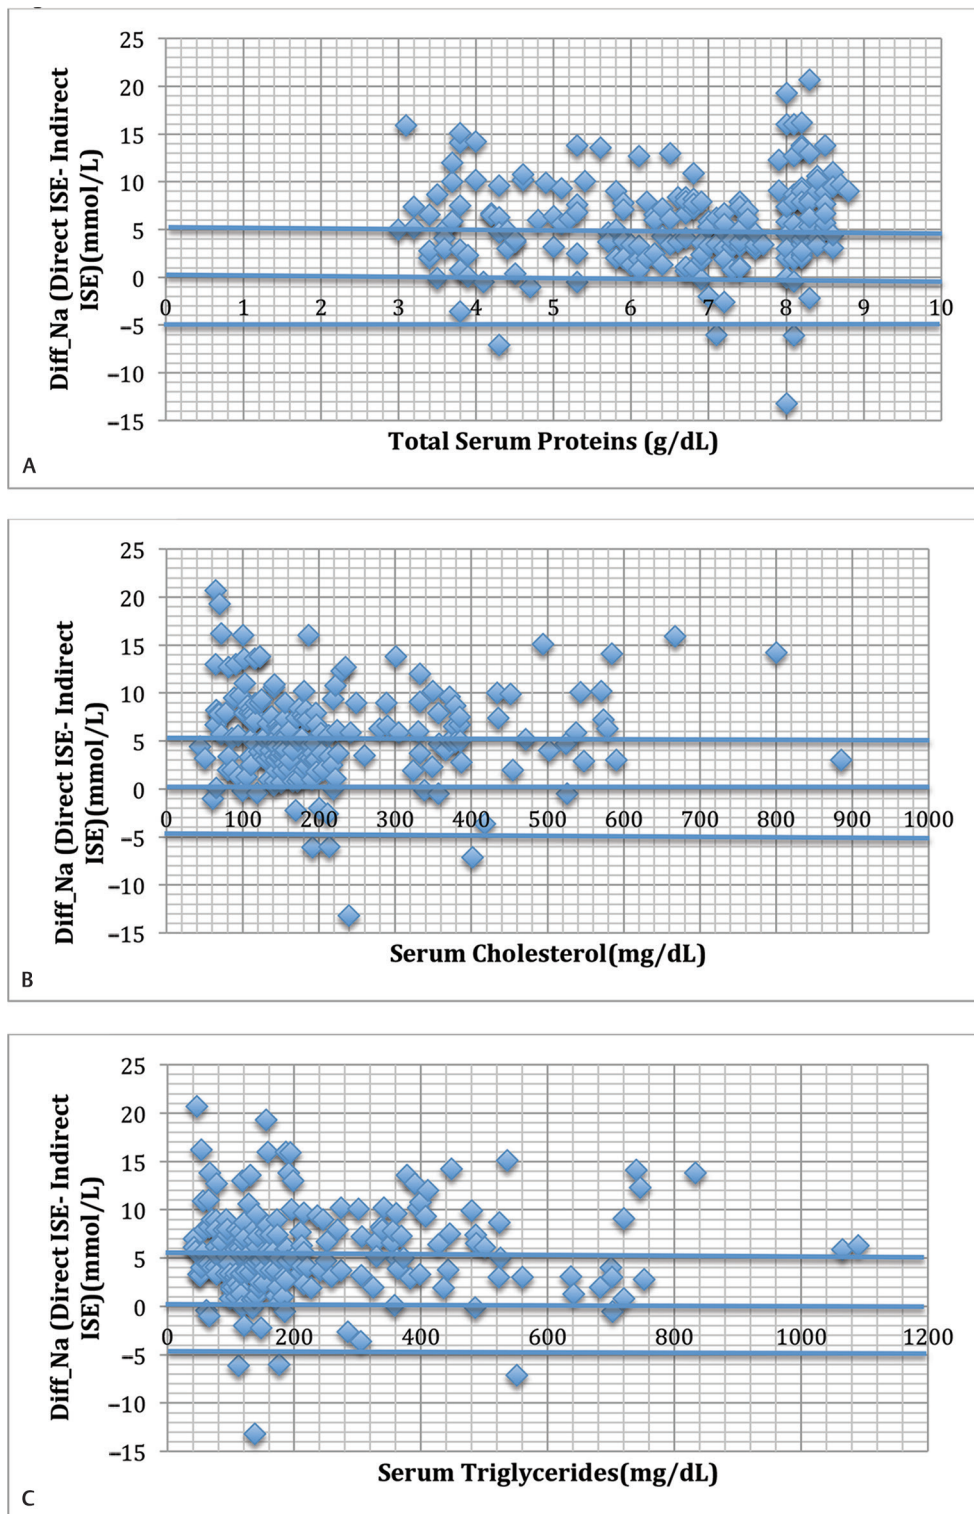 Diff_Na (Direct ISE- Indirect
ISE)(mmol/L)
25
20
15
10
5
0
−5
−10
−15
0 1 2 3 4 5 6 7 8 9 10
Total Serum Proteins (g/dL)
A
Diff_Na (Direct ISE- Indirect
ISE)(mmol/L)
25
20
15
10
5
0
−5
−10
−15
0 100 200 300 400 500 600 700 800 900 1000
Serum Cholesterol(mg/dL)
B
Diff_Na (Direct ISE- Indirect
ISE)(mmol/L)
25
20
15
10
5
0
−5
−10
−15
0 200 400 600 800 1000 1200
Serum Triglycerides(mg/dL)
C